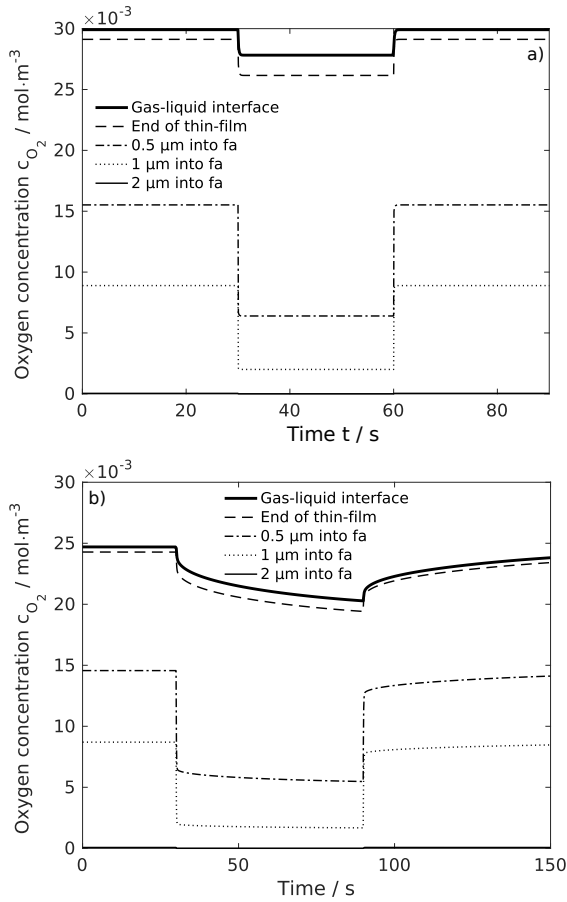 ×10⁻³
30
a)
25
Gas-liquid interface
End of thin-film
20
0.5 μm into fa
1 μm into fa
2 μm into fa
15
10
5
0
0 20 40 60 80
Oxygen concentration c_O₂ / mol·m⁻³
Time t / s
×10⁻³
30
b)
Gas-liquid interface
End of thin-film
25
0.5 μm into fa
1 μm into fa
2 μm into fa
20
15
10
5
0
0 50 100 150
Oxygen concentration c_O₂ / mol·m⁻³
Time / s